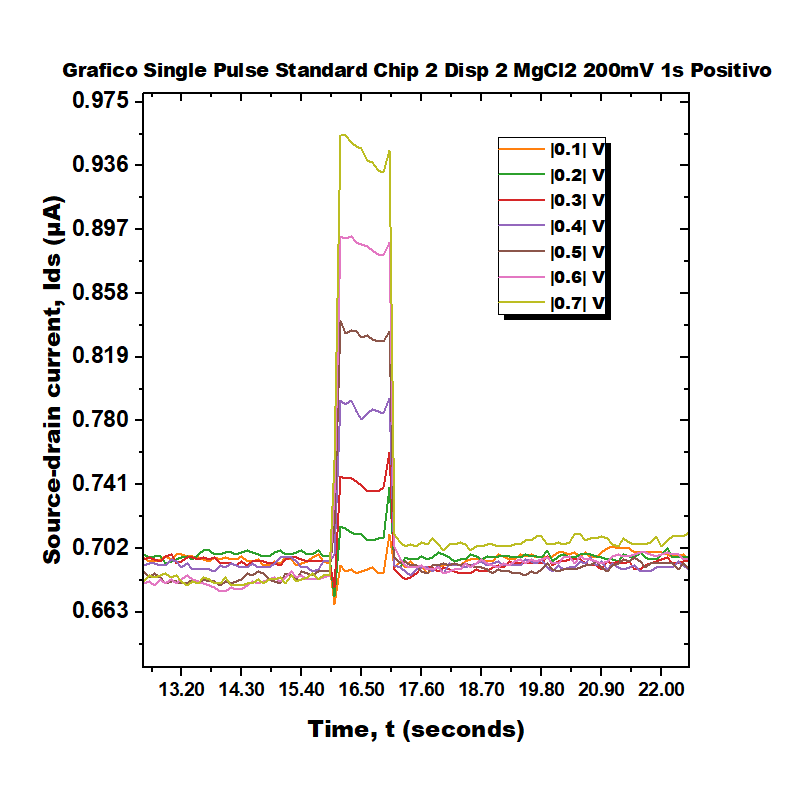 Grafico Single Pulse Standard Chip 2 Disp 2 MgCl2 200mV 1s Positivo
0.975
0.936
0.897
0.858
0.819
0.780
0.741
0.702
0.663
Source-drain current, Ids (µA)
|0.1| V
|0.2| V
|0.3| V
|0.4| V
|0.5| V
|0.6| V
|0.7| V
13.20 14.30 15.40 16.50 17.60 18.70 19.80 20.90 22.00
Time, t (seconds)